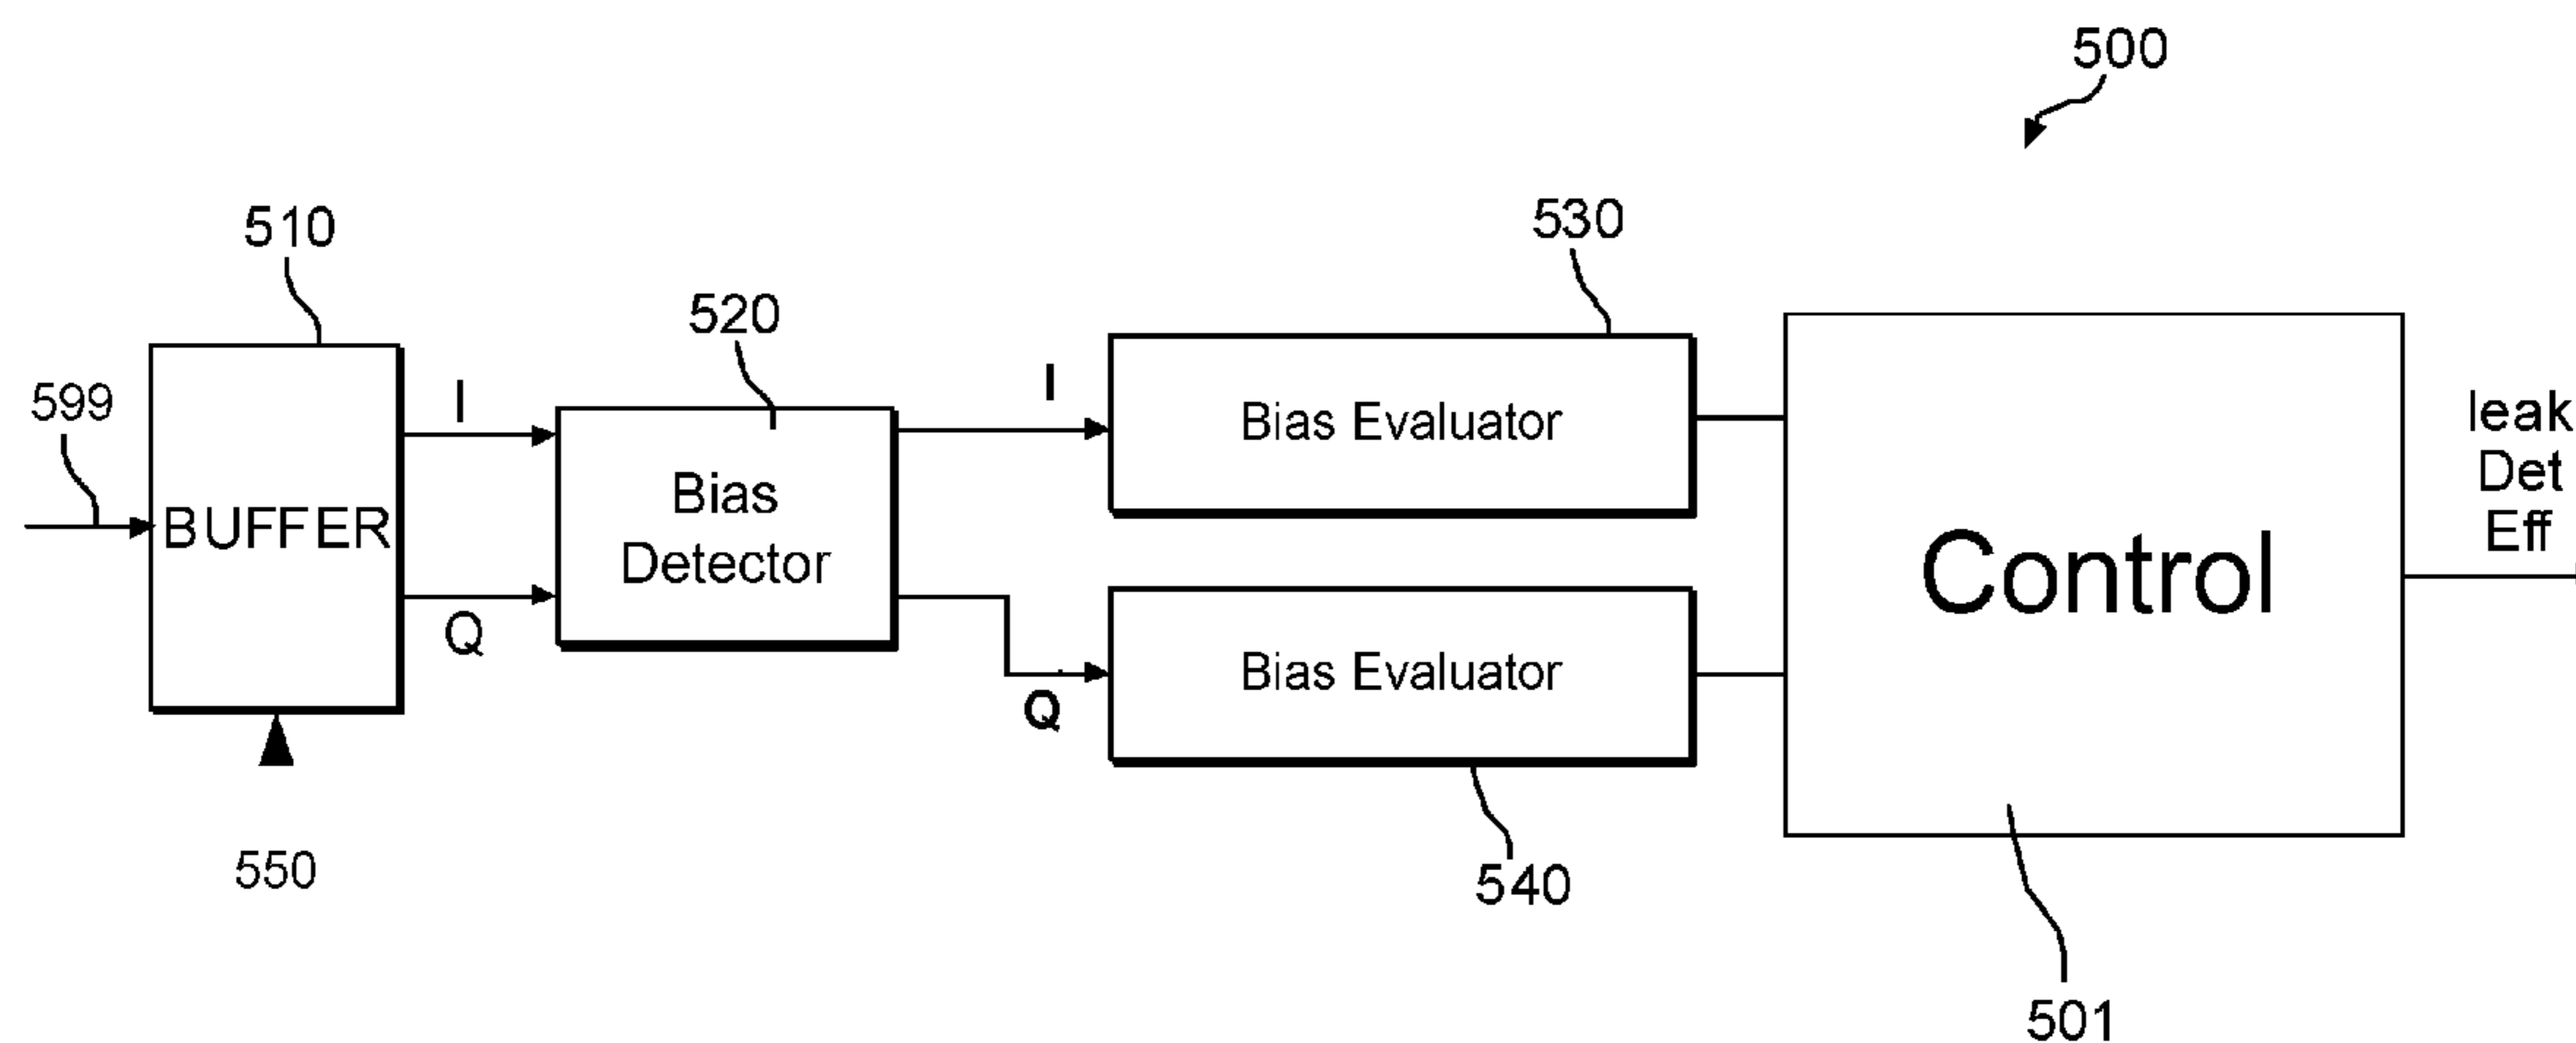 500
510
530
520
599
I
I
leak
Bias Evaluator
Det
Bias
BUFFER
Eff
Control
Detector
Q
Bias Evaluator
Q
550
540
501